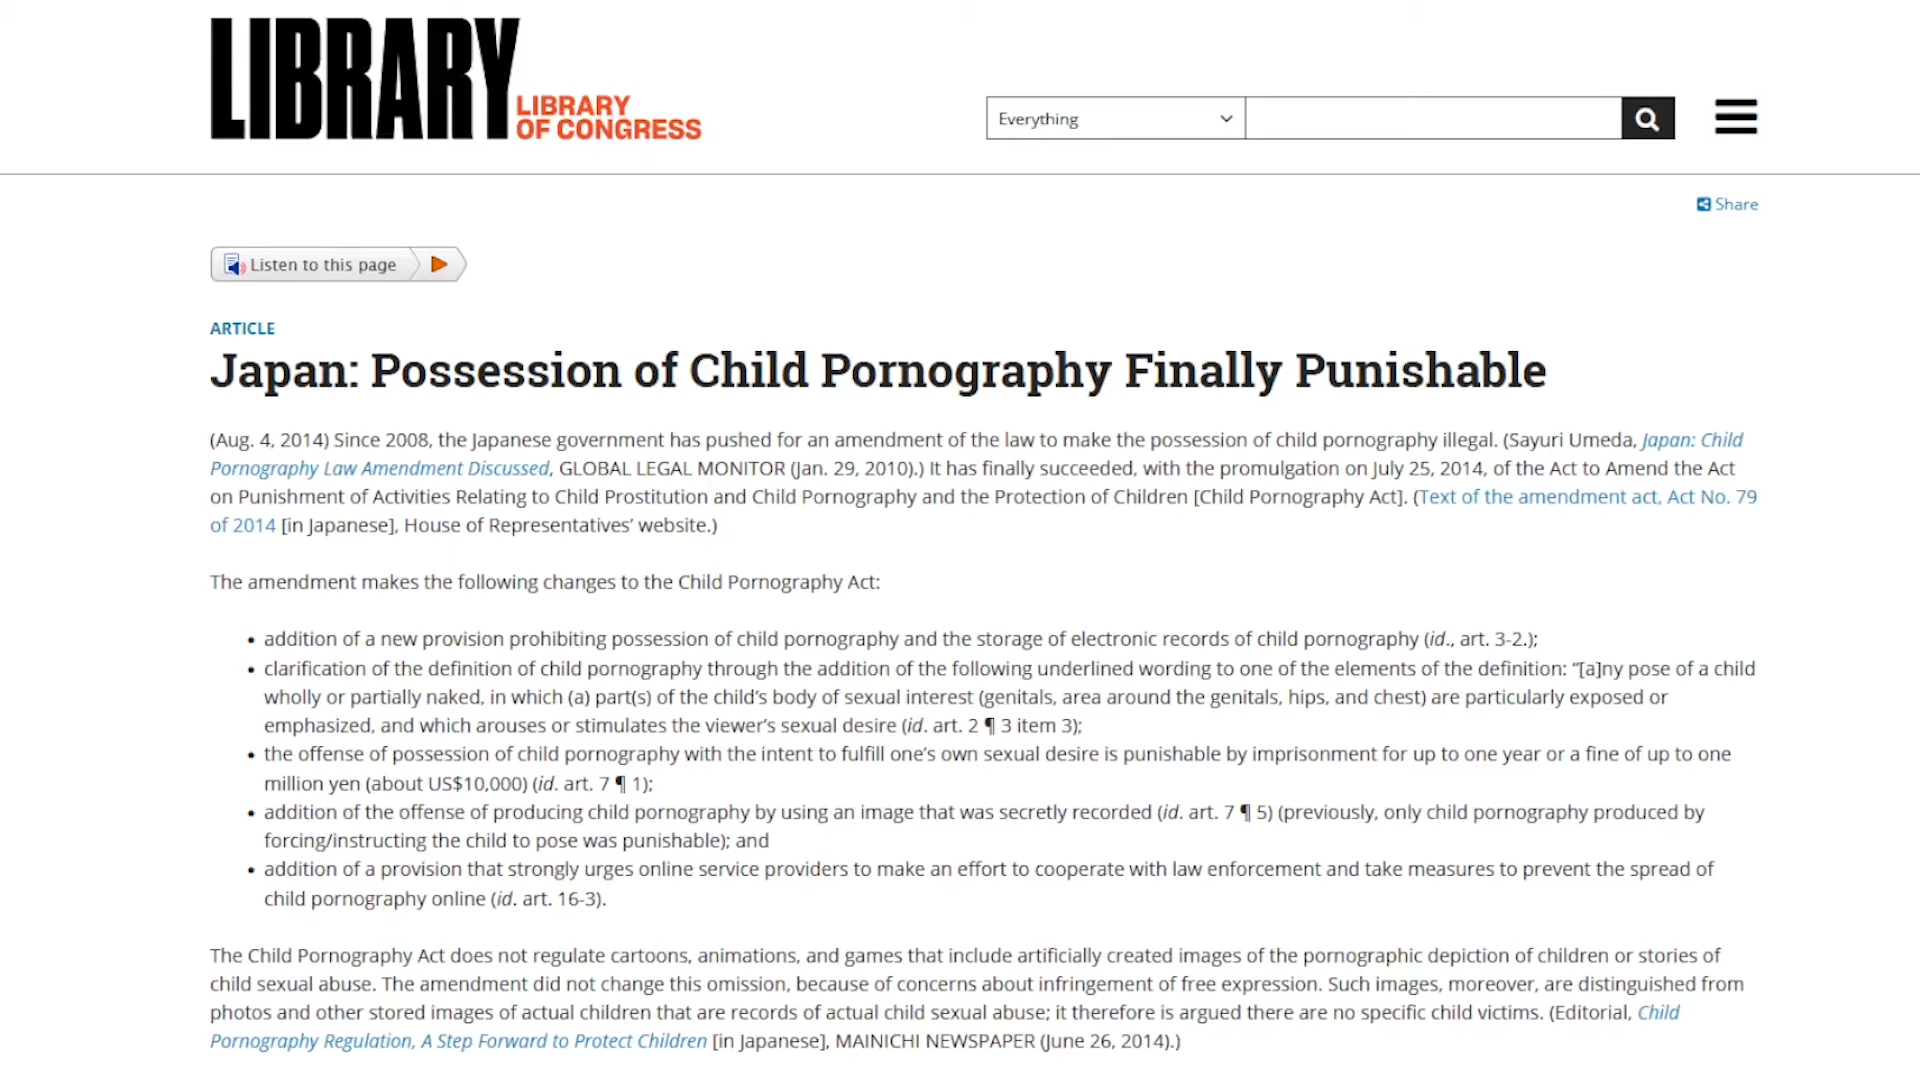 LIBRARY
LIBRARY
OF CONGRESS
Everything
Share
Listen to this page
ARTICLE
Japan: Possession of Child Pornography Finally Punishable
(Aug. 4, 2014) Since 2008, the Japanese government has pushed for an amendment of the law to make the possession of child pornography illegal. (Sayuri Umeda, Japan: Child
Pornography Law Amendment Discussed, GLOBAL LEGAL MONITOR (Jan. 29, 2010).) It has finally succeeded, with the promulgation on July 25, 2014, of the Act to Amend the Act
on Punishment of Activities Relating to Child Prostitution and Child Pornography and the Protection of Children [Child Pornography Act]. (Text of the amendment act, Act No. 79
of 2014 [in Japanese], House of Representatives’ website.)
The amendment makes the following changes to the Child Pornography Act:
• addition of a new provision prohibiting possession of child pornography and the storage of electronic records of child pornography (id., art. 3-2.);
• clarification of the definition of child pornography through the addition of the following underlined wording to one of the elements of the definition: “[a]ny pose of a child
wholly or partially naked, in which (a) part(s) of the child’s body of sexual interest (genitals, area around the genitals, hips, and chest) are particularly exposed or
emphasized, and which arouses or stimulates the viewer’s sexual desire (id. art. 2 ¶ 3 item 3);
• the offense of possession of child pornography with the intent to fulfill one’s own sexual desire is punishable by imprisonment for up to one year or a fine of up to one
million yen (about US$10,000) (id. art. 7 ¶ 1);
• addition of the offense of producing child pornography by using an image that was secretly recorded (id. art. 7 ¶ 5) (previously, only child pornography produced by
forcing/instructing the child to pose was punishable); and
• addition of a provision that strongly urges online service providers to make an effort to cooperate with law enforcement and take measures to prevent the spread of
child pornography online (id. art. 16-3).
The Child Pornography Act does not regulate cartoons, animations, and games that include artificially created images of the pornographic depiction of children or stories of
child sexual abuse. The amendment did not change this omission, because of concerns about infringement of free expression. Such images, moreover, are distinguished from
photos and other stored images of actual children that are records of actual child sexual abuse; it therefore is argued there are no specific child victims. (Editorial, Child
Pornography Regulation, A Step Forward to Protect Children [in Japanese], MAINICHI NEWSPAPER (June 26, 2014).)